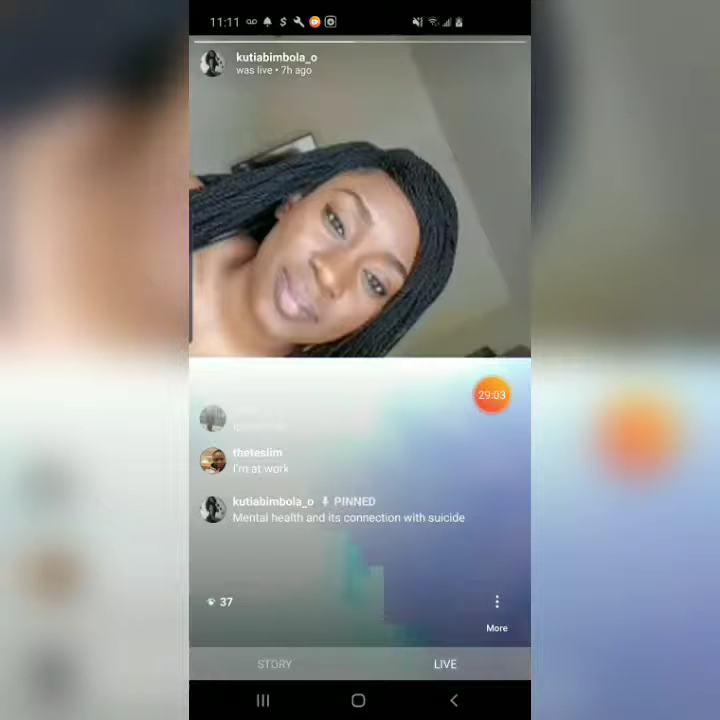 11:11
kutiabimbola_o
was live • 7h ago
29:03
theteslim
I'm at work
kutiabimbola_o PINNED
Mental health and its connection with suicide
37
More
STORY LIVE